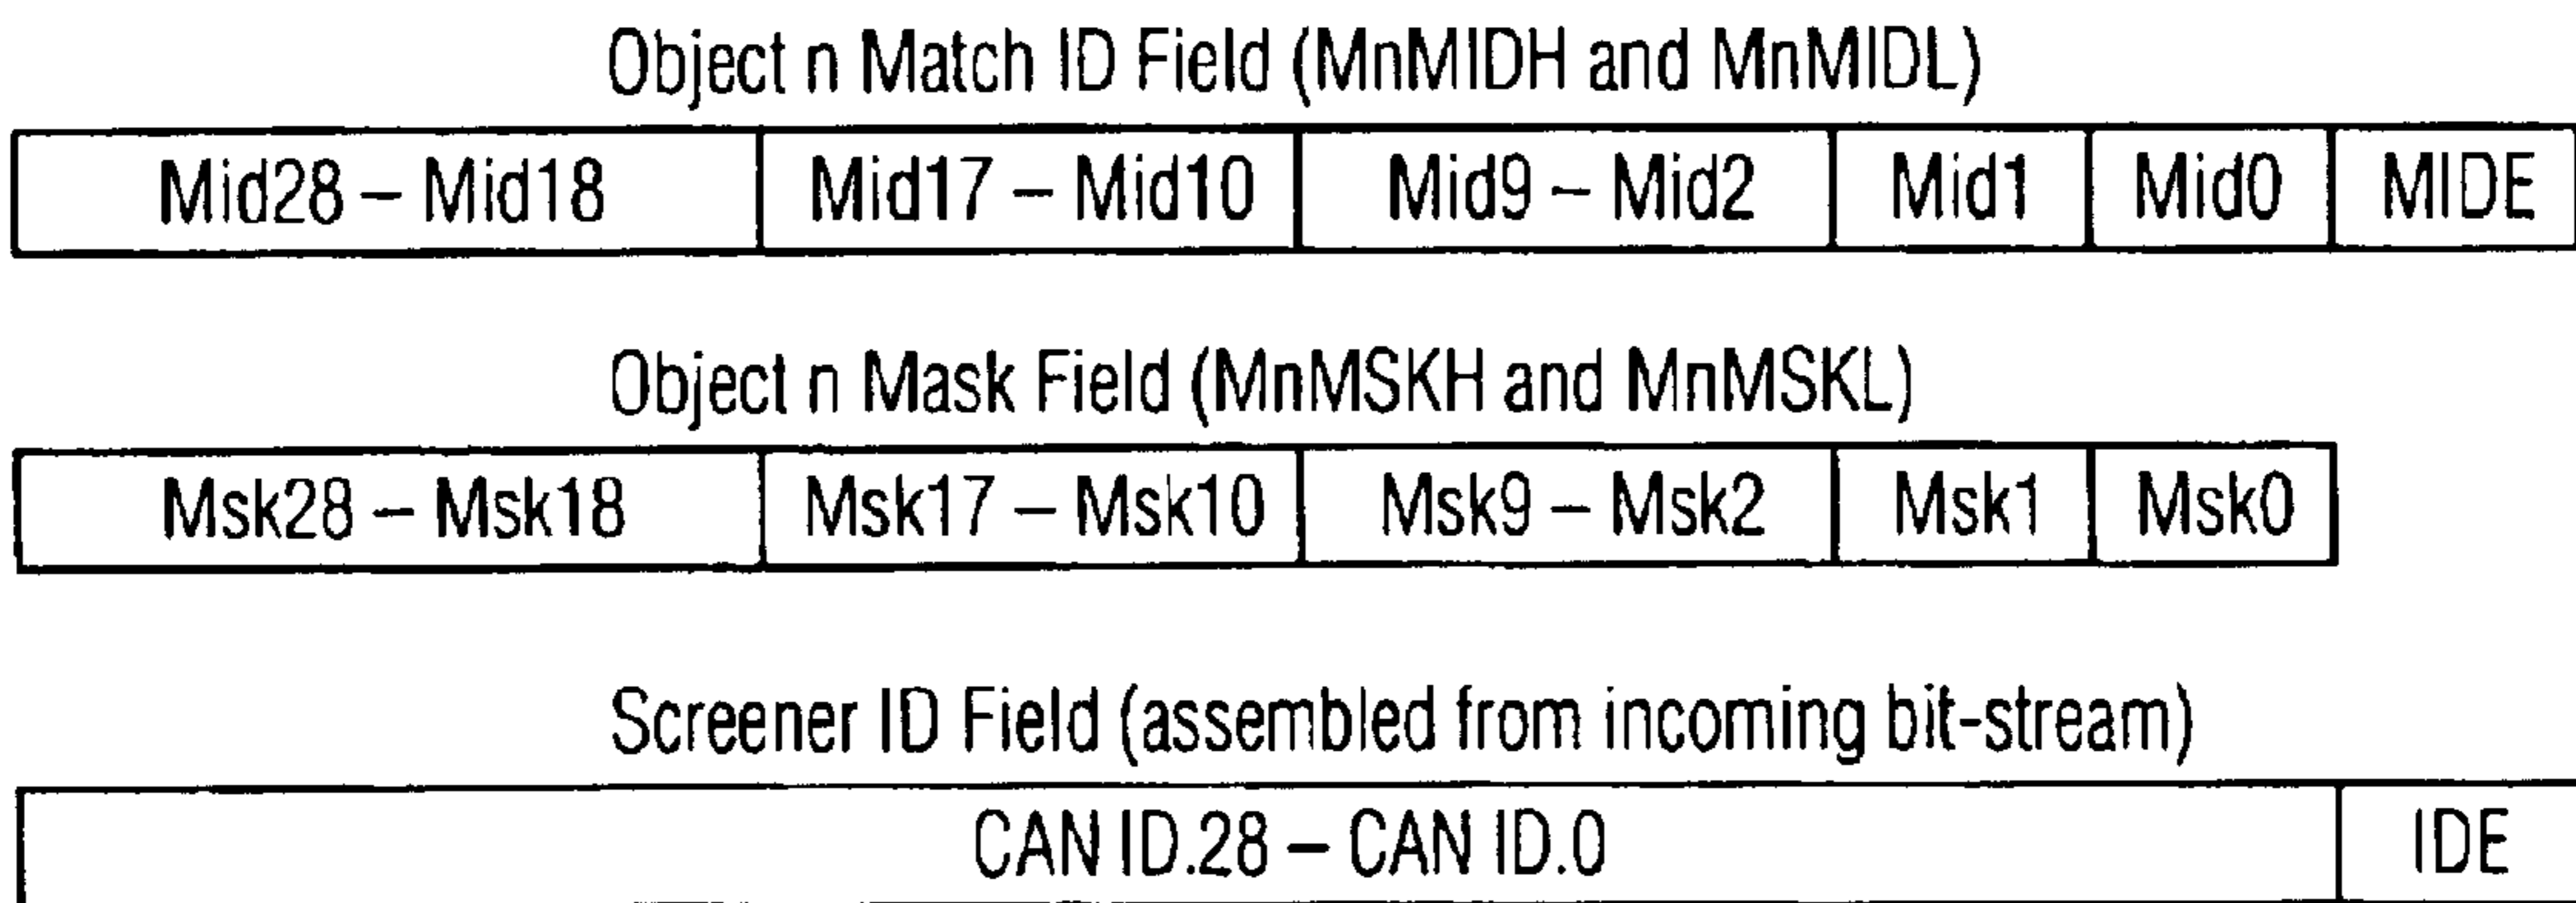 Object n Match ID Field (MnMIDH and MnMIDL)
Mid28 – Mid18 Mid17 – Mid10 Mid9 – Mid2 Mid1 Mid0 MIDE
Object n Mask Field (MnMSKH and MnMSKL)
Msk28 – Msk18 Msk17 – Msk10 Msk9 – Msk2 Msk1 Msk0
Screener ID Field (assembled from incoming bit-stream)
CAN ID.28 – CAN ID.0 IDE